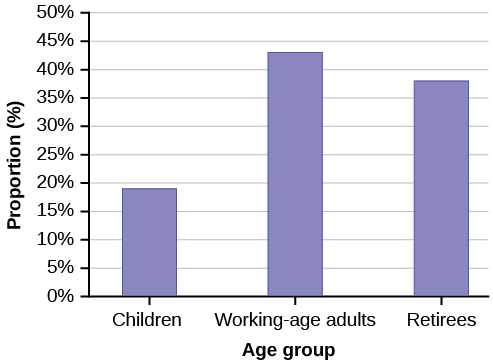 50%
45%
40%
35%
30%
25%
20%
15%
10%
5%
0%
Proportion (%)
Children
Working-age adults
Retirees
Age group